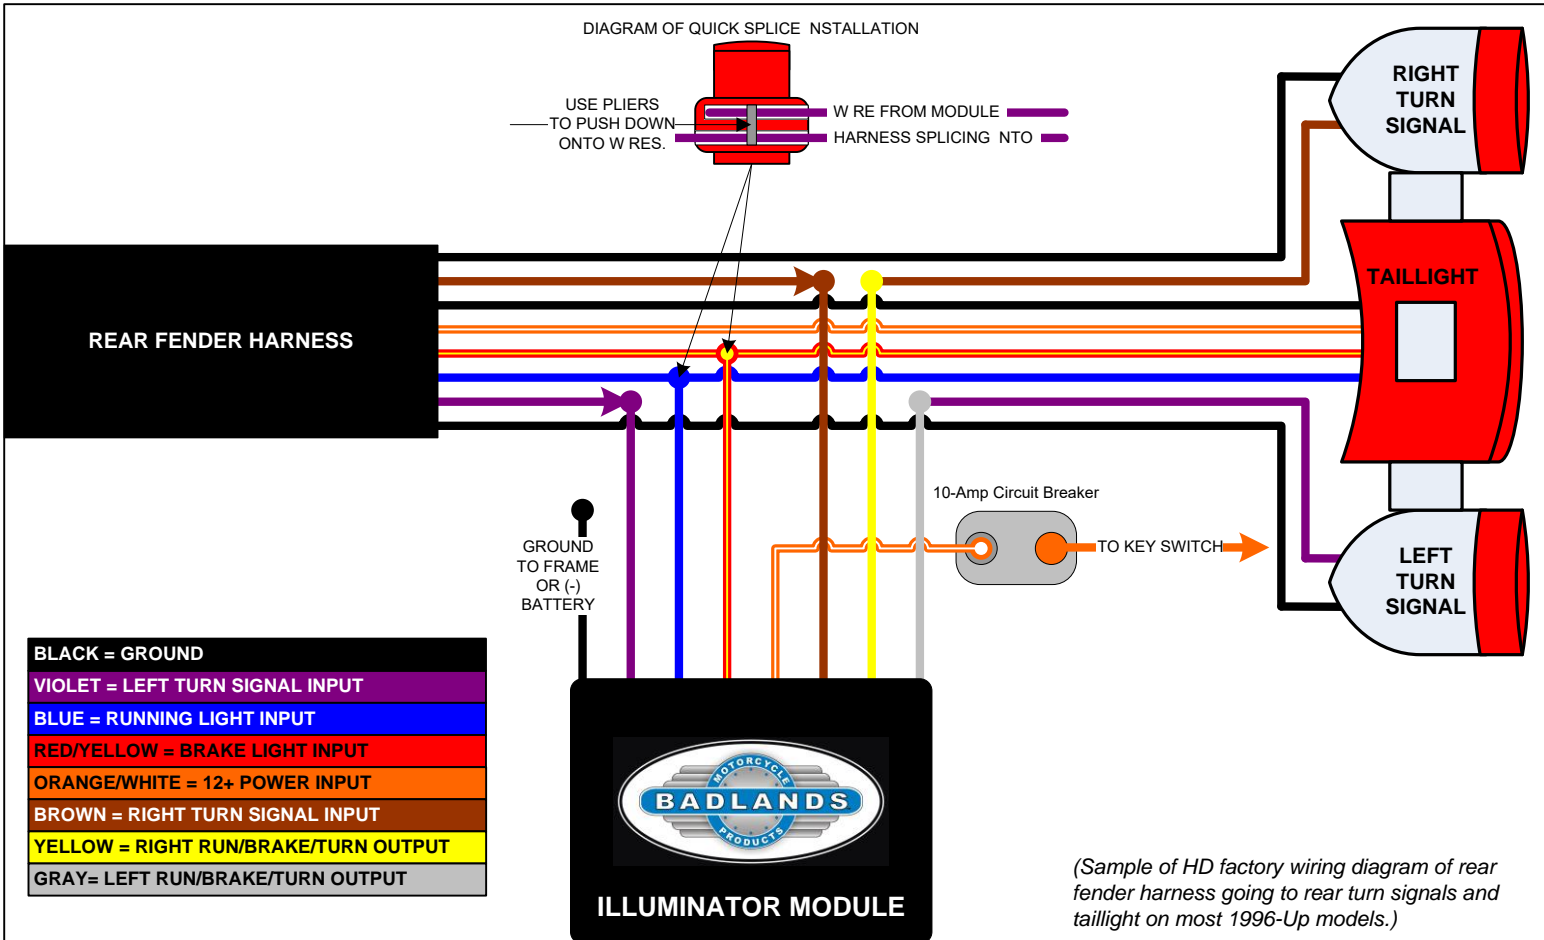 DIAGRAM OF QUICK SPLICE NSTALLATION
USE PLIERS
TO PUSH DOWN
ONTO W RES.
W RE FROM MODULE
HARNESS SPLICING NTO
RIGHT
TURN
SIGNAL
TAILLIGHT
REAR FENDER HARNESS
10-Amp Circuit Breaker
TO KEY SWITCH
GROUND
TO FRAME
OR (-)
BATTERY
LEFT
TURN
SIGNAL
BLACK = GROUND
VIOLET = LEFT TURN SIGNAL INPUT
BLUE = RUNNING LIGHT INPUT
RED/YELLOW = BRAKE LIGHT INPUT
ORANGE/WHITE = 12+ POWER INPUT
BROWN = RIGHT TURN SIGNAL INPUT
YELLOW = RIGHT RUN/BRAKE/TURN OUTPUT
GRAY= LEFT RUN/BRAKE/TURN OUTPUT
MOTORCYCLE
BADLANDS
PRODUCTS
ILLUMINATOR MODULE
(Sample of HD factory wiring diagram of rear
fender harness going to rear turn signals and
taillight on most 1996-Up models.)